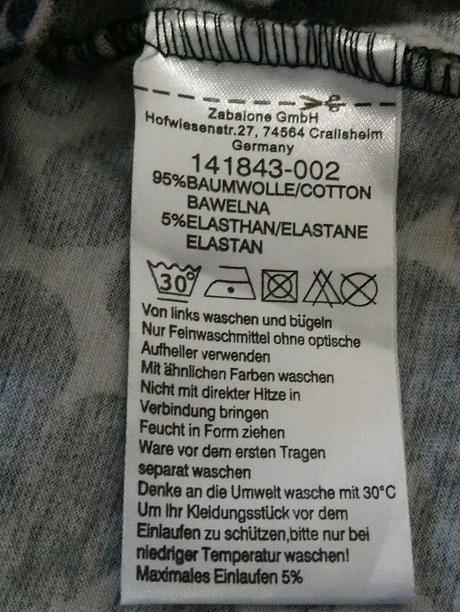 Zabaione GmbH
Hofwiesenstr.27, 74564 Crailsheim
Germany
141843-002
95%BAUMWOLLE/COTTON
BAWELNA
5%ELASTHAN/ELASTANE
ELASTAN
30°
Von links waschen und bügeln
Nur Feinwaschmittel ohne optische
Aufheller verwenden
Mit ähnlichen Farben waschen
Nicht mit direkter Hitze in
Verbindung bringen
Feucht in Form ziehen
Ware vor dem ersten Tragen
separat waschen
Denke an die Umwelt wasche mit 30°C
Um Ihr Kleidungsstück vor dem
Einlaufen zu schützen,bitte nur bei
niedriger Temperatur waschen!
Maximales Einlaufen 5%